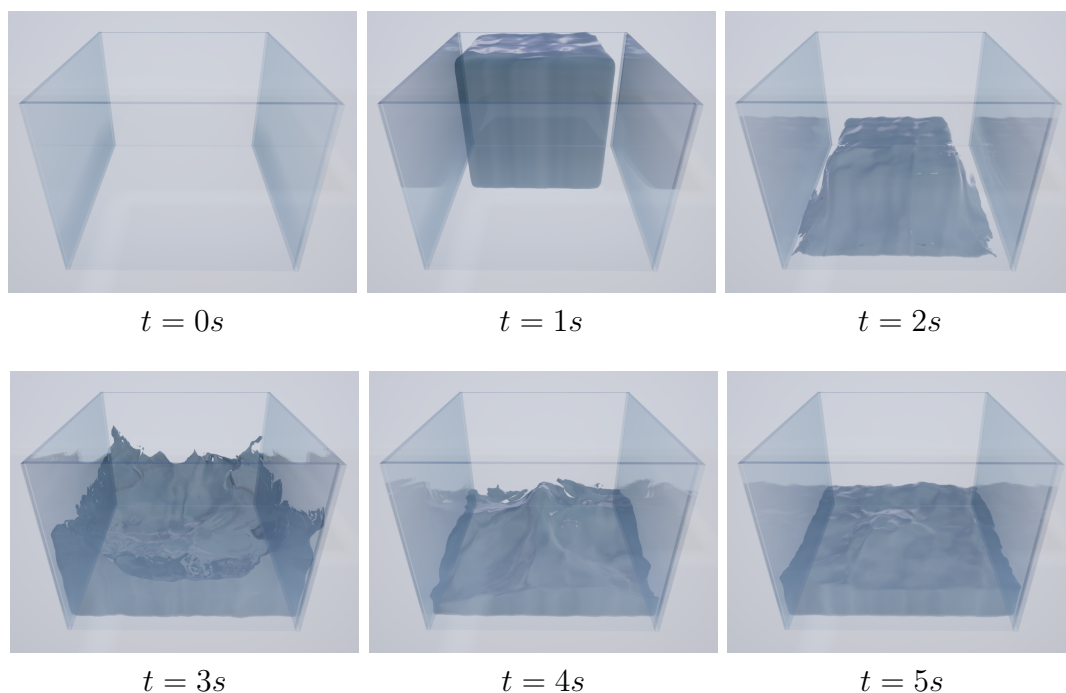 t = 0s
t = 1s
t = 2s
t = 3s
t = 4s
t = 5s